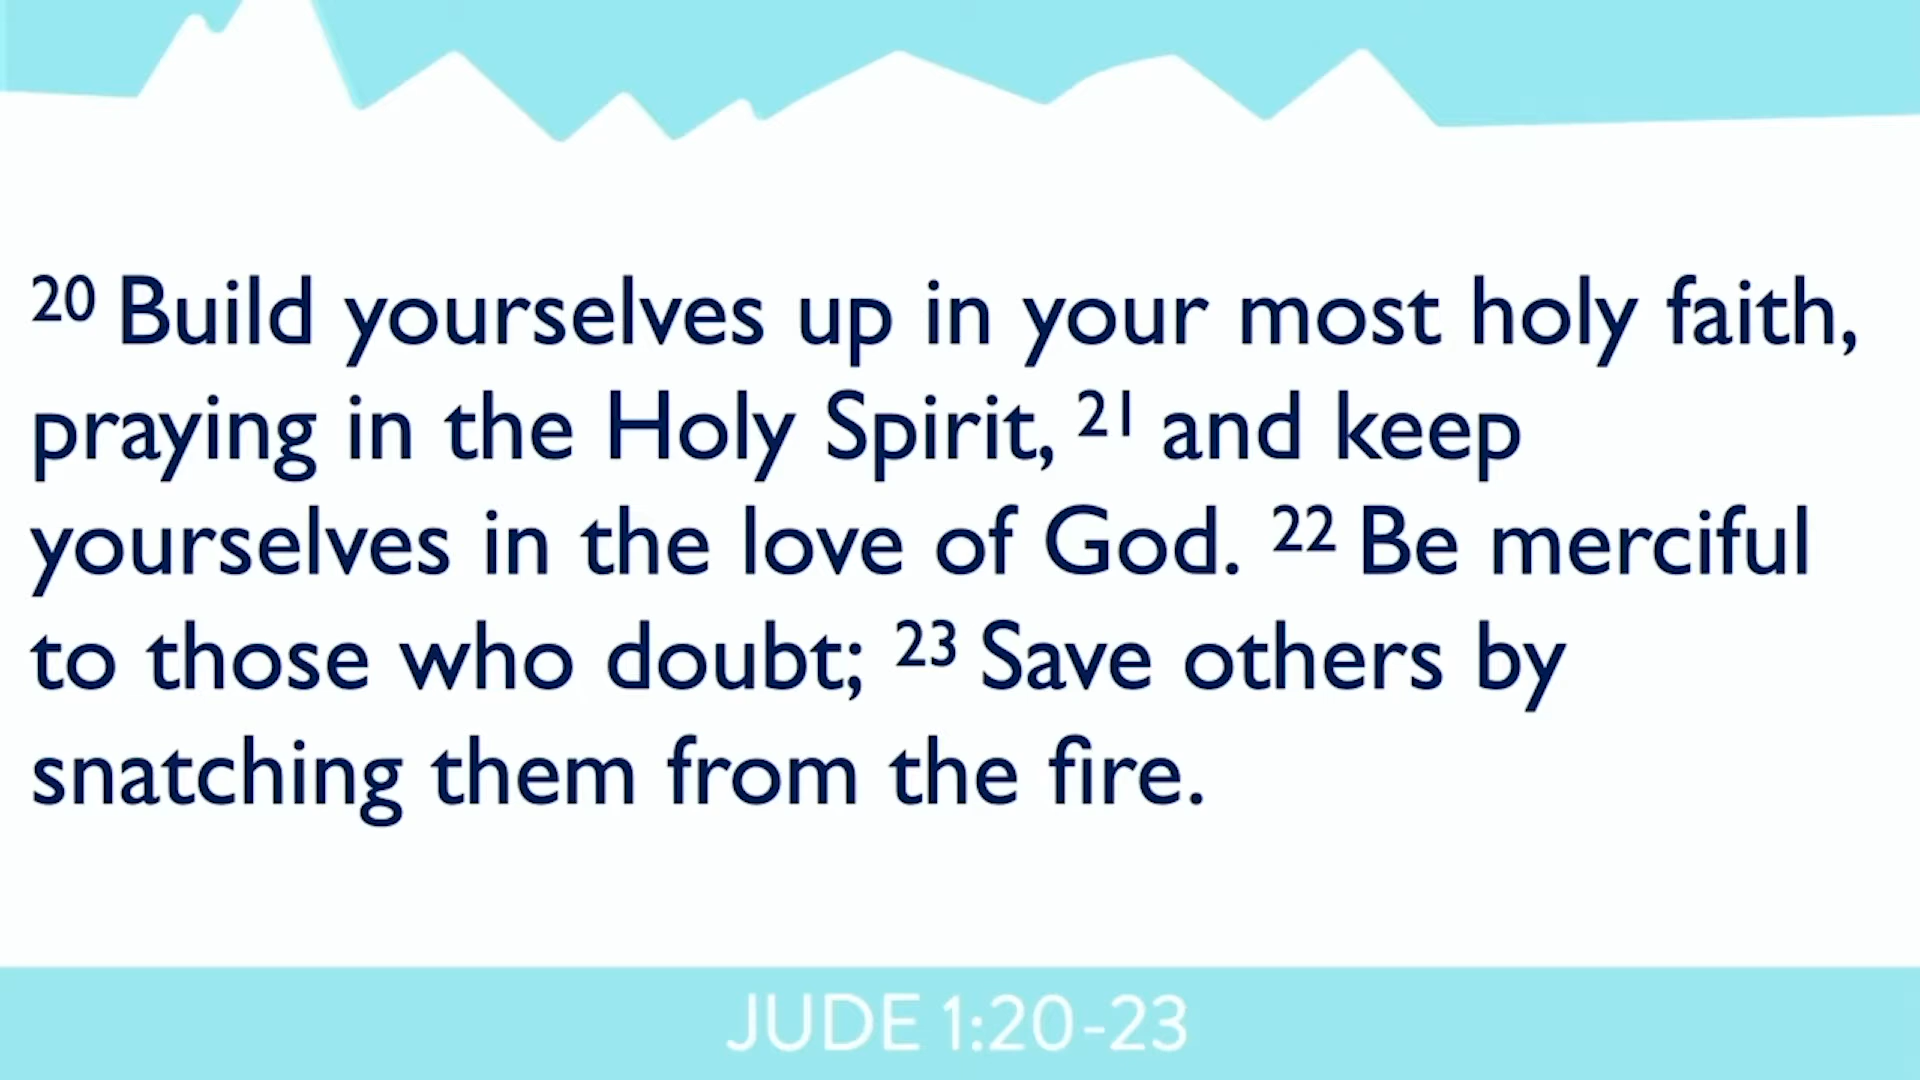 20 Build yourselves up in your most holy faith,
praying in the Holy Spirit, 21 and keep
yourselves in the love of God. 22 Be merciful
to those who doubt; 23 Save others by
snatching them from the fire.
JUDE 1:20-23